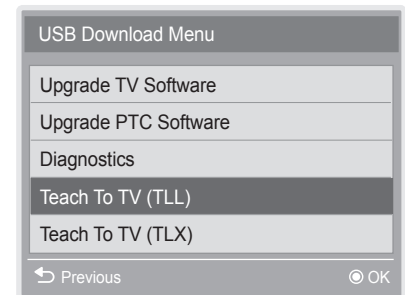 USB Download Menu
Upgrade TV Software
Upgrade PTC Software
Diagnostics
Teach To TV (TLL)
Teach To TV (TLX)
Previous OK